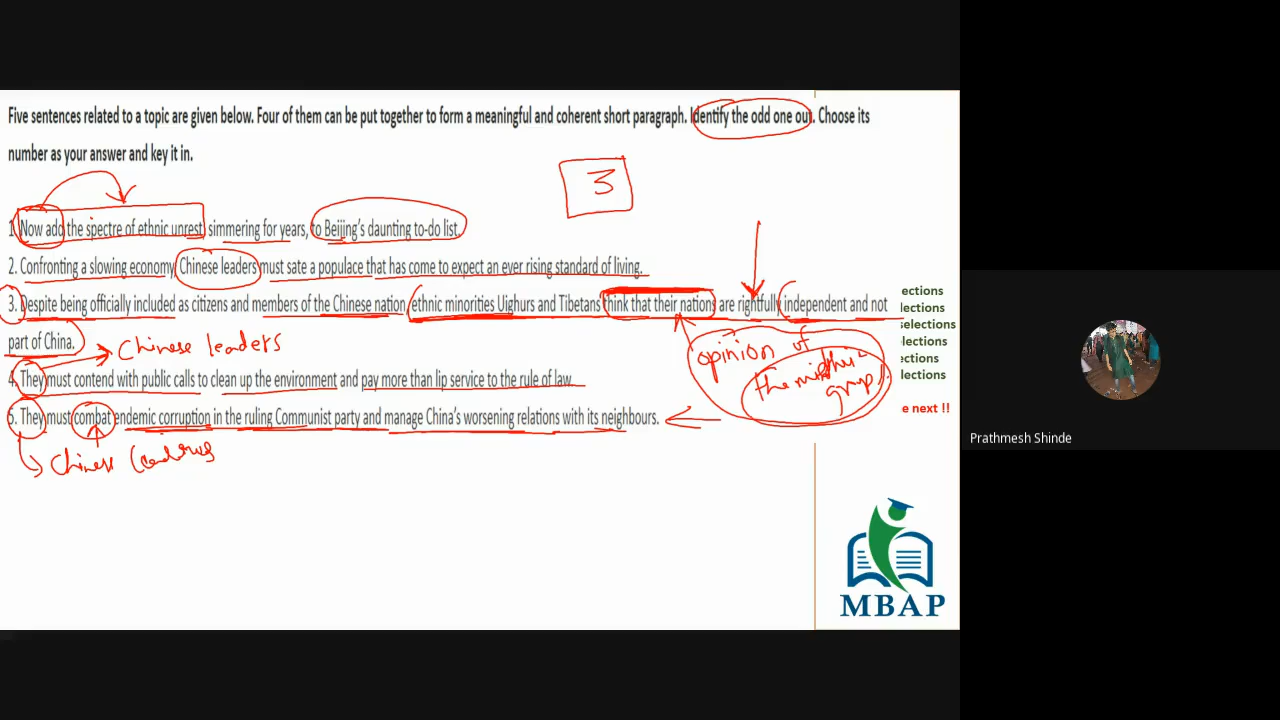 Five sentences related to a topic are given below. Four of them can be put together to form a meaningful and coherent short paragraph. Identify the odd one out. Choose its
number as your answer and key it in.
3
1. Now add the spectre of ethnic unrest, simmering for years, to Beijing's daunting to-do list.
2. Confronting a slowing economy, Chinese leaders must sate a populace that has come to expect an ever rising standard of living.
3. Despite being officially included as citizens and members of the Chinese nation, ethnic minorities Uighurs and Tibetans think that their nations are rightfully independent and not
part of China.
Chinese leaders
opinion of
the
group
4. They must contend with public calls to clean up the environment and pay more than lip service to the rule of law.
5. They must combat endemic corruption in the ruling Communist party and manage China's worsening relations with its neighbours.
Chinese leaders
ections
lections
selections
elections
ections
lections
e next !!
MBAP
Prathmesh Shinde